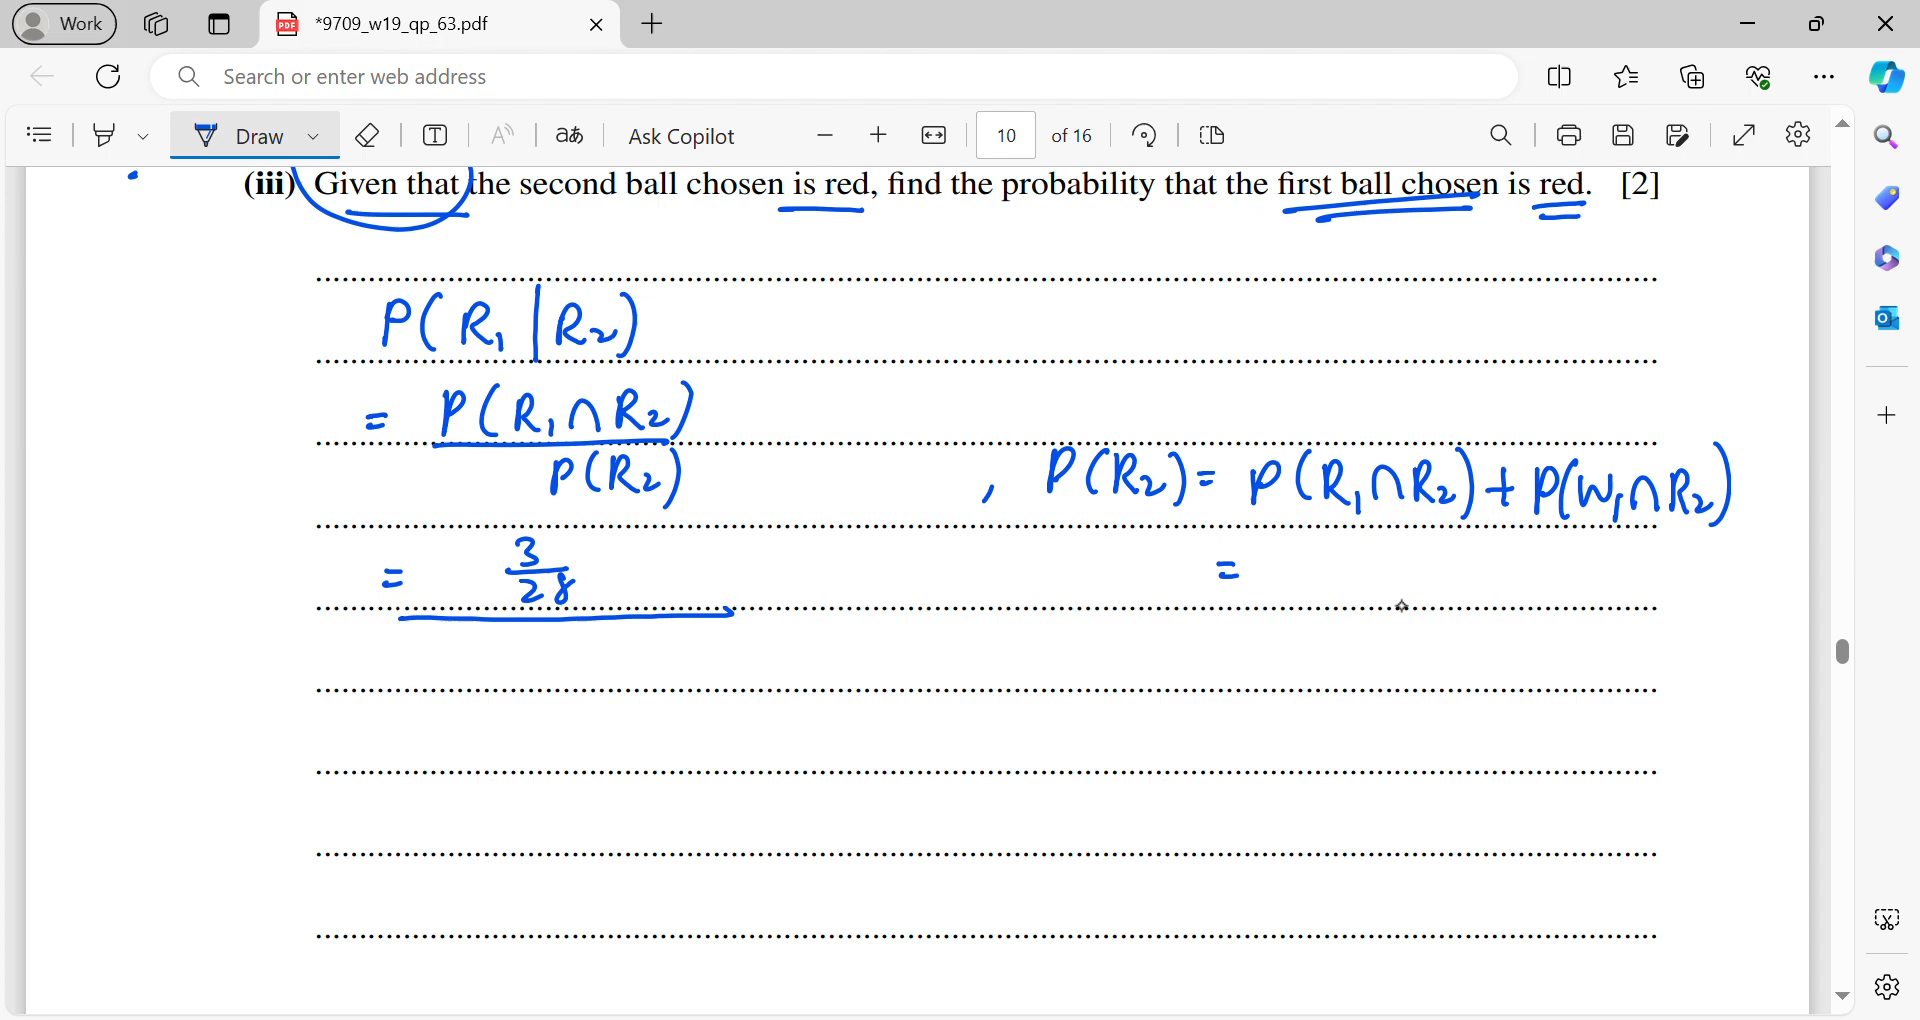 Work
*9709_w19_qp_63.pdf
Search or enter web address
Draw
aあ
Ask Copilot
10 of 16
(iii) Given that the second ball chosen is red, find the probability that the first ball chosen is red. [2]
P(R₁|R₂)
= P(R₁∩R₂)
P(R₂) , P(R₂) = P(R₁∩R₂) + P(W₁∩R₂)
= 3/28 =